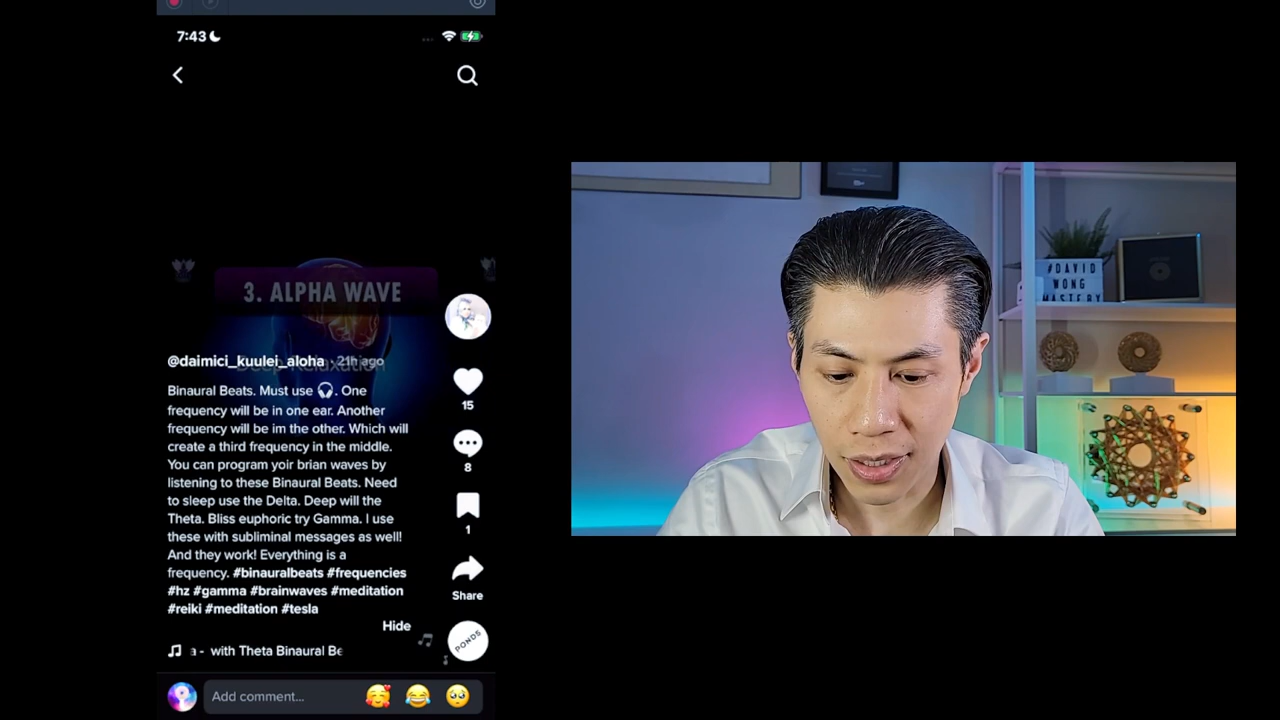 7:43
3. ALPHA WAVE
@daimici_kuulei_aloha · 21h ago
Deep Relaxation
Binaural Beats. Must use 🎧. One
frequency will be in one ear. Another
frequency will be im the other. Which will
create a third frequency in the middle.
You can program yoir brian waves by
listening to these Binaural Beats. Need
to sleep use the Delta. Deep will the
Theta. Bliss euphoric try Gamma. I use
these with subliminal messages as well!
And they work! Everything is a
frequency. #binauralbeats #frequencies
#hz #gamma #brainwaves #meditation
#reiki #meditation #tesla
Hide
a - with Theta Binaural Be
Add comment...
15
8
1
Share
PONDS
#DAVID
WONG
MASTERY